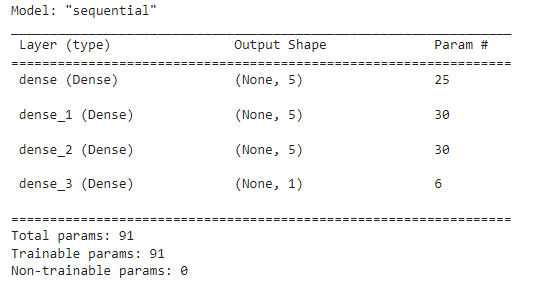 Model: "sequential"
_________________________________________________________________
Layer (type) Output Shape Param #
=================================================================
dense (Dense) (None, 5) 25
dense_1 (Dense) (None, 5) 30
dense_2 (Dense) (None, 5) 30
dense_3 (Dense) (None, 1) 6
=================================================================
Total params: 91
Trainable params: 91
Non-trainable params: 0